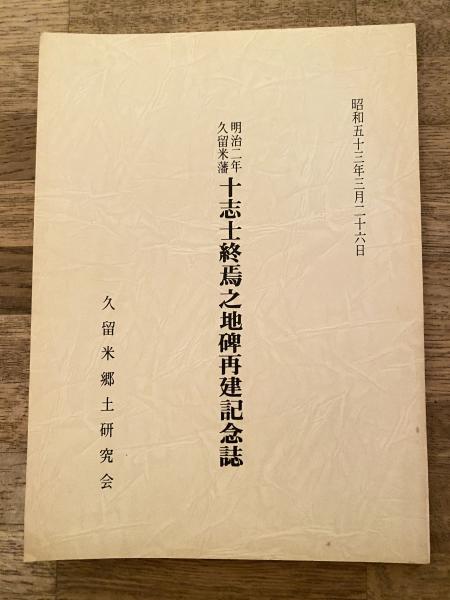 昭和五十三年三月二十六日
明治二年
久留米藩
十志士終焉之地碑再建記念誌
久留米郷土研究会